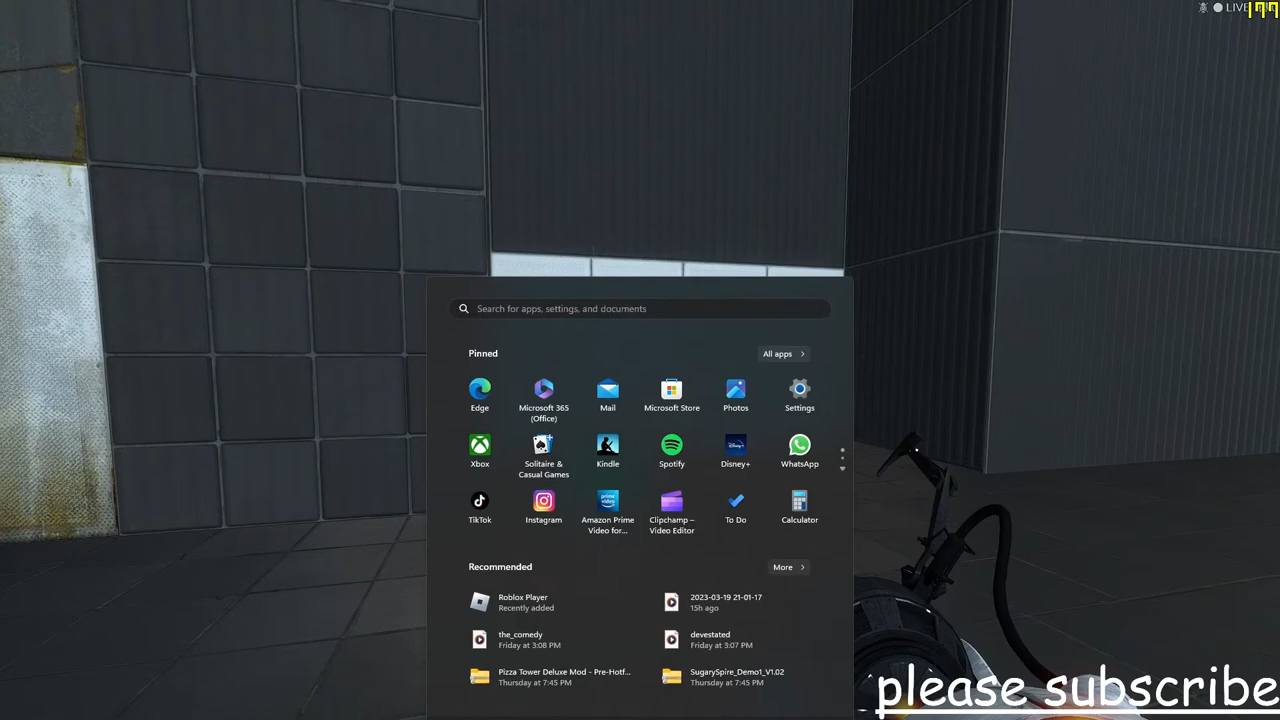 LIVE
177
Search for apps, settings, and documents
Pinned
All apps
Edge
Microsoft 365
(Office)
Mail
Microsoft Store
Photos
Settings
Xbox
Solitaire &
Casual Games
Kindle
Spotify
Disney+
WhatsApp
TikTok
Instagram
Amazon Prime
Video for...
Clipchamp –
Video Editor
To Do
Calculator
Recommended
More
Roblox Player
Recently added
2023-03-19 21-01-17
15h ago
the_comedy
Friday at 3:08 PM
devestated
Friday at 3:07 PM
Pizza Tower Deluxe Mod - Pre-Hotf...
Thursday at 7:45 PM
SugarySpire_Demo1_V1.02
Thursday at 7:45 PM
please subscribe